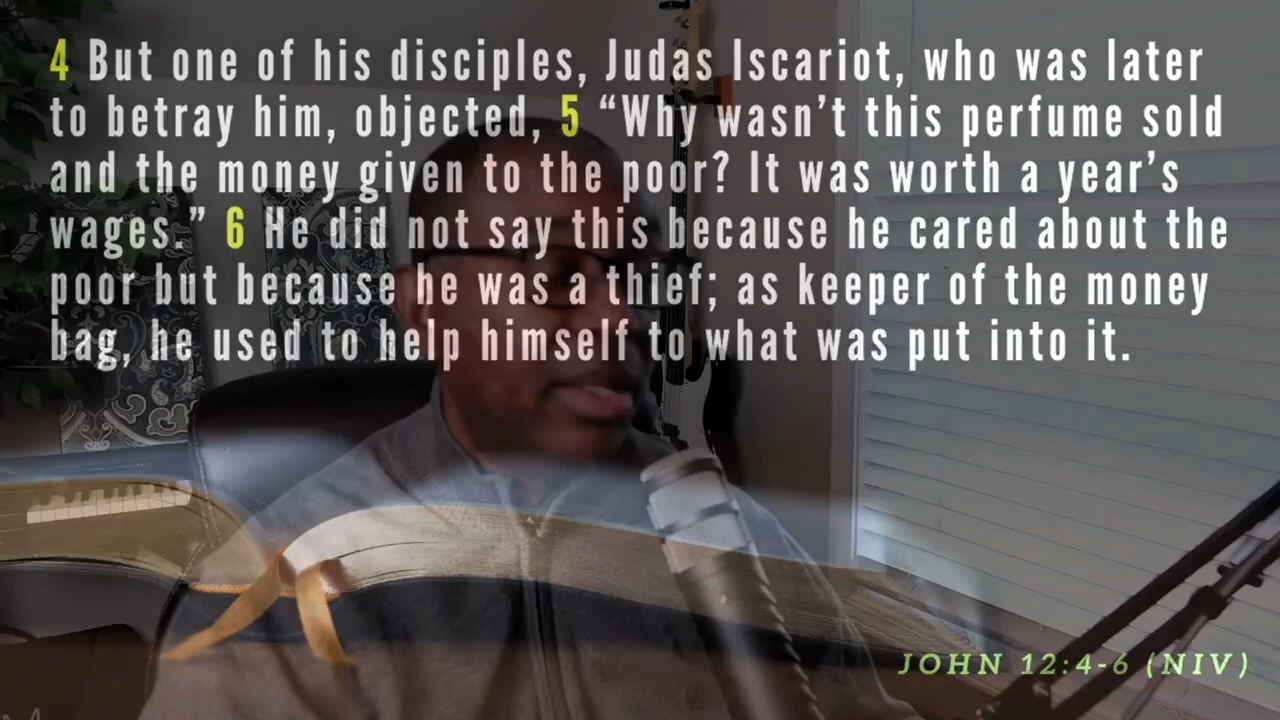 4 But one of his disciples, Judas Iscariot, who was later
to betray him, objected, 5 “Why wasn’t this perfume sold
and the money given to the poor? It was worth a year’s
wages.” 6 He did not say this because he cared about the
poor but because he was a thief; as keeper of the money
bag, he used to help himself to what was put into it.
JOHN 12:4-6 (NIV)